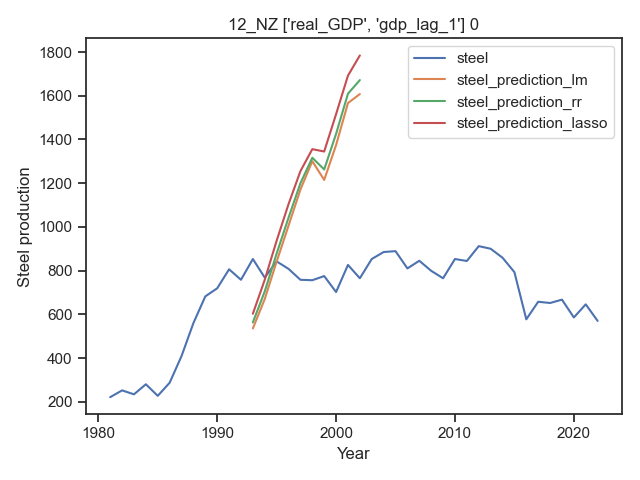 12_NZ ['real_GDP', 'gdp_lag_1'] 0
steel
steel_prediction_lm
steel_prediction_rr
steel_prediction_lasso
Steel production
1800
1600
1400
1200
1000
800
600
400
200
1980
1990
2000
2010
2020
Year